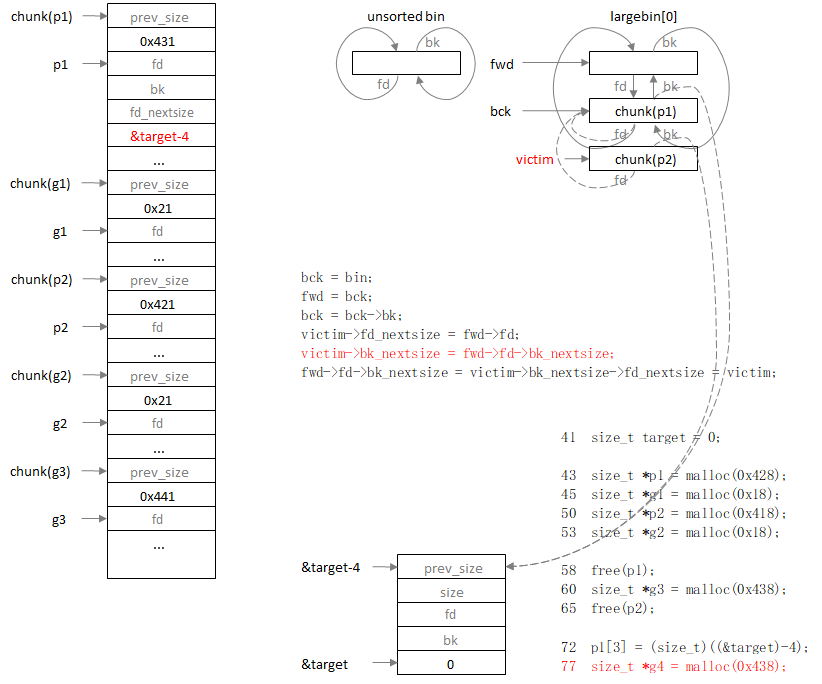 chunk(p1)
prev_size
0x431
p1
fd
bk
fd_nextsize
&target-4
...
chunk(g1)
prev_size
0x21
g1
fd
...
chunk(p2)
prev_size
0x421
p2
fd
...
chunk(g2)
prev_size
0x21
g2
fd
...
chunk(g3)
prev_size
0x441
g3
fd
...
unsorted bin
bk
fd
largebin[0]
bk
fwd
fd
bk
bck
chunk(p1)
fd
bk
victim
chunk(p2)
fd
bck = bin;
fwd = bck;
bck = bck->bk;
victim->fd_nextsize = fwd->fd;
victim->bk_nextsize = fwd->fd->bk_nextsize;
fwd->fd->bk_nextsize = victim->bk_nextsize->fd_nextsize = victim;
41 size_t target = 0;
43 size_t *p1 = malloc(0x428);
45 size_t *g1 = malloc(0x18);
50 size_t *p2 = malloc(0x418);
53 size_t *g2 = malloc(0x18);
58 free(p1);
60 size_t *g3 = malloc(0x438);
65 free(p2);
72 p1[3] = (size_t)((&target)-4);
77 size_t *g4 = malloc(0x438);
&target-4
prev_size
size
fd
bk
&target
0